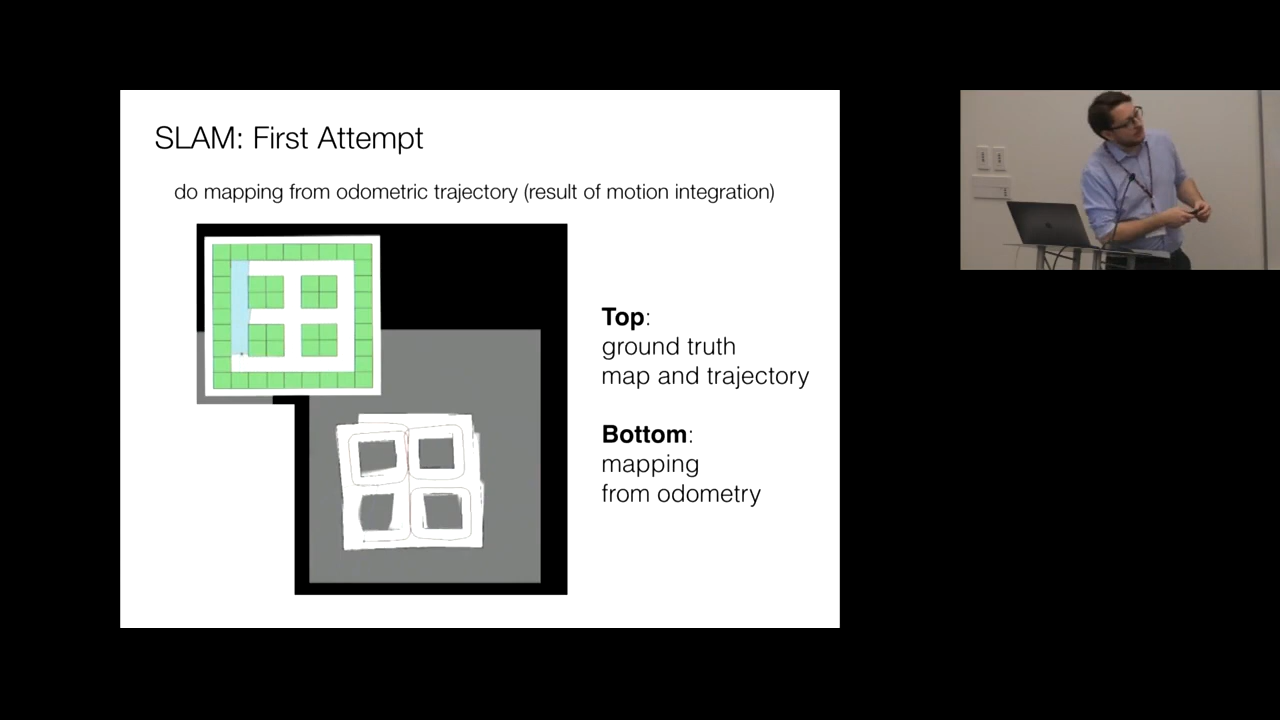 SLAM: First Attempt
do mapping from odometric trajectory (result of motion integration)
Top:
ground truth
map and trajectory
Bottom:
mapping
from odometry